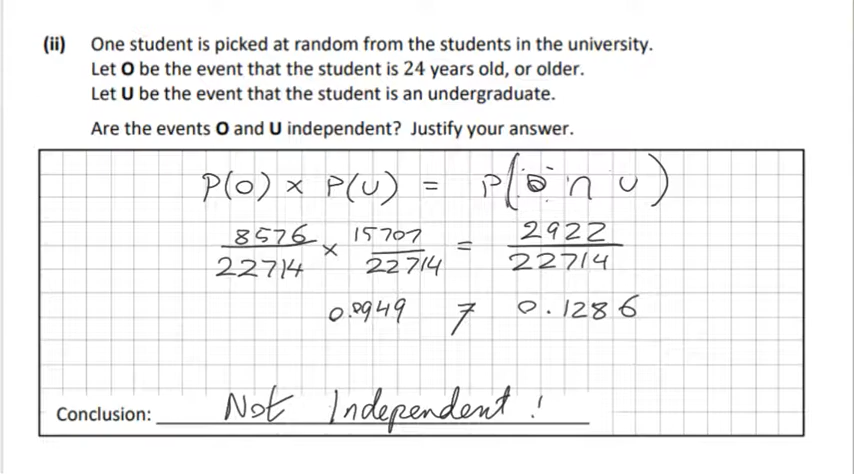 (ii) One student is picked at random from the students in the university.
Let O be the event that the student is 24 years old, or older.
Let U be the event that the student is an undergraduate.
Are the events O and U independent? Justify your answer.
P(O) × P(U) = P(O ∩ U)
8576/22714 × 15707/22714 = 2922/22714
0.0949 ≠ 0.1286
Conclusion: Not Independent !